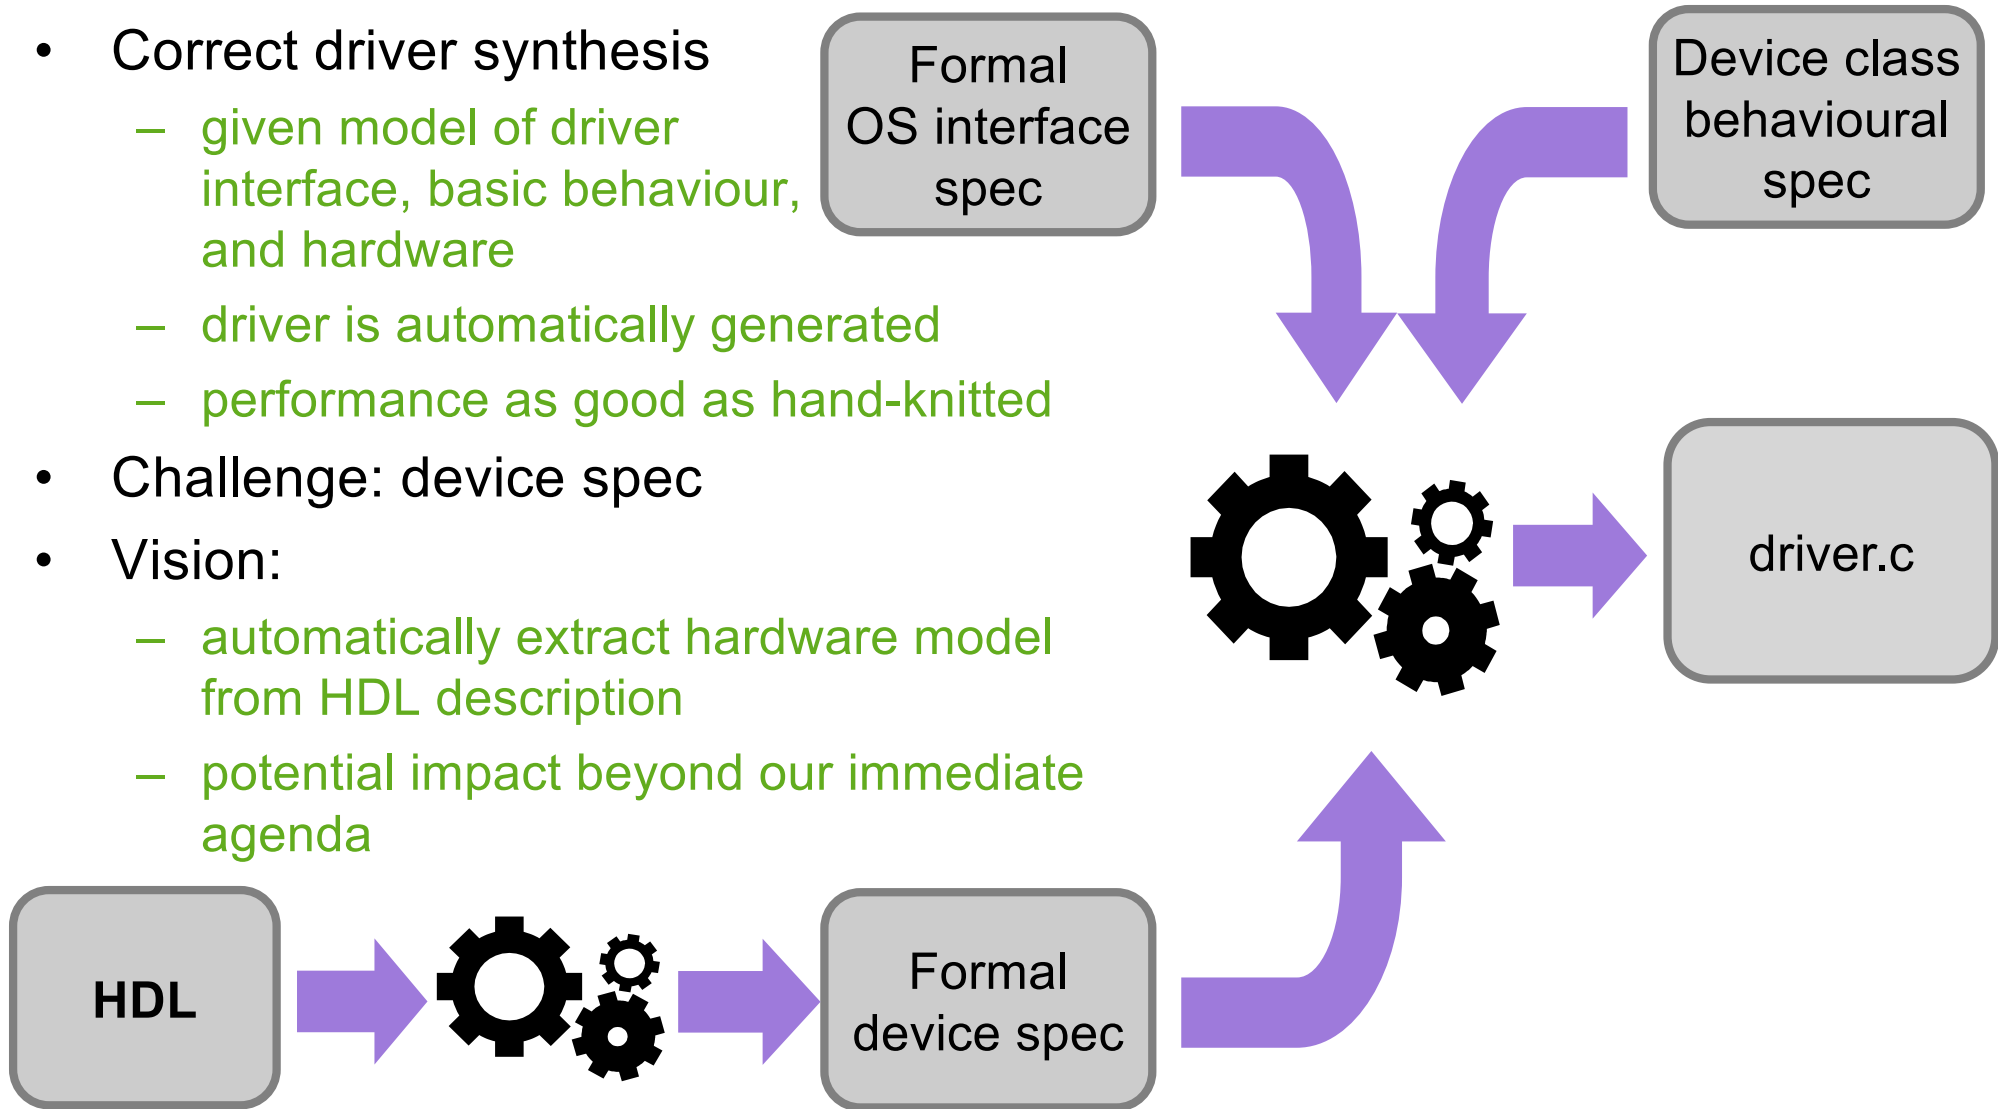 • Correct driver synthesis
– given model of driver
interface, basic behaviour,
and hardware
– driver is automatically generated
– performance as good as hand-knitted
• Challenge: device spec
• Vision:
– automatically extract hardware model
from HDL description
– potential impact beyond our immediate
agenda
Formal
OS interface
spec
Device class
behavioural
spec
driver.c
HDL
Formal
device spec